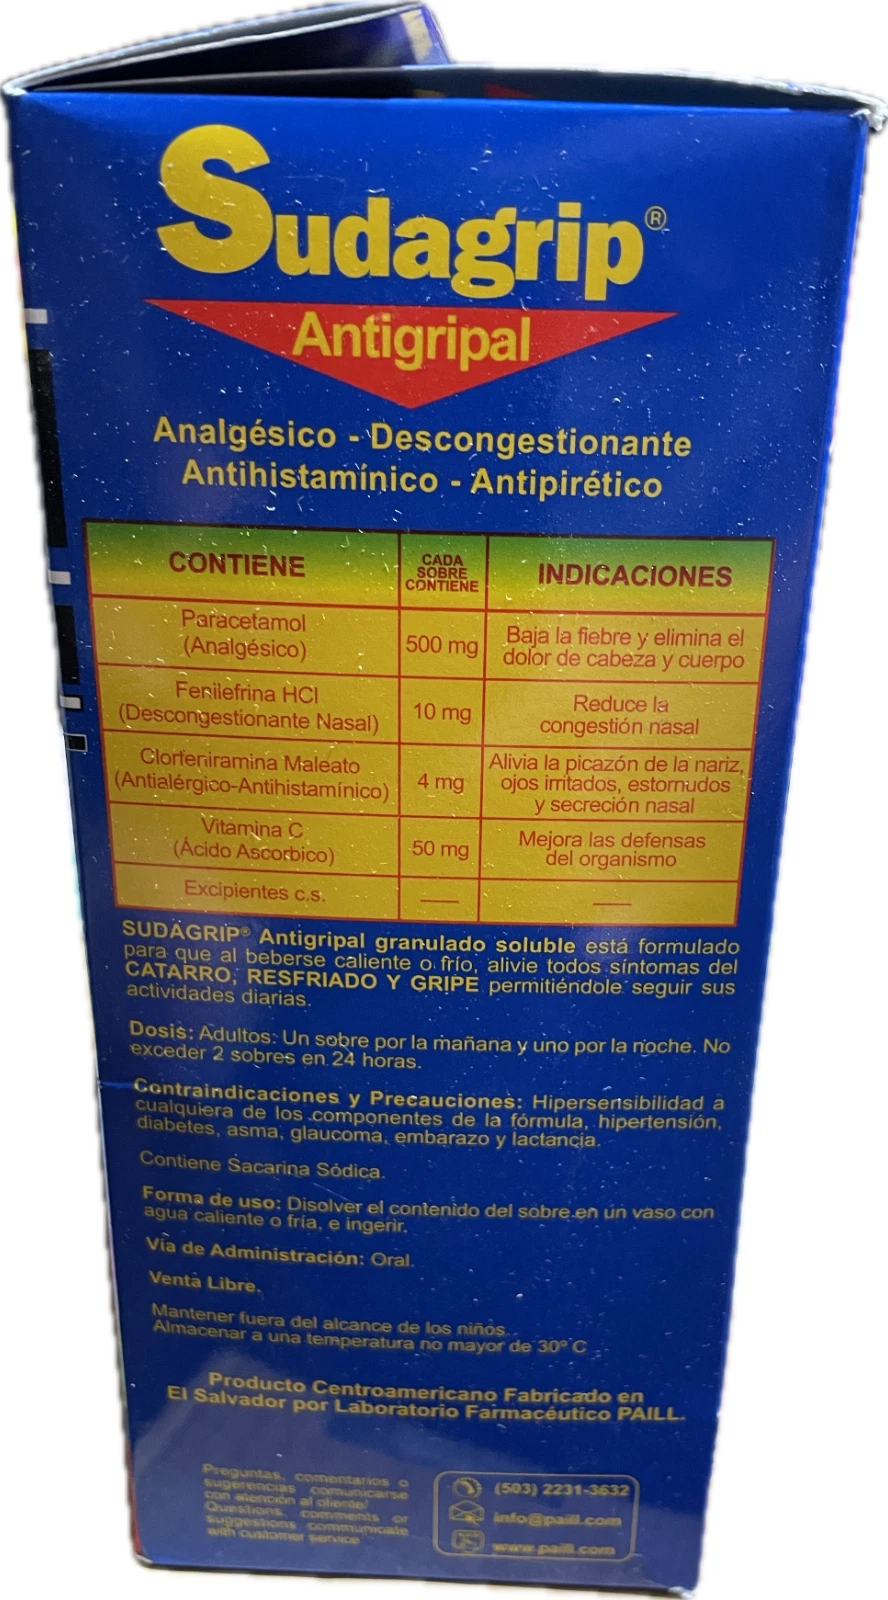 Sudagrip®
Antigripal
Analgésico - Descongestionante
Antihistamínico - Antipirético
CONTIENE
CADA
SOBRE
CONTIENE
INDICACIONES
Paracetamol
(Analgésico)
500 mg
Baja la fiebre y elimina el
dolor de cabeza y cuerpo
Fenilefrina HCl
(Descongestionante Nasal)
10 mg
Reduce la
congestión nasal
Clorfeniramina Maleato
(Antialérgico-Antihistamínico)
4 mg
Alivia la picazón de la nariz,
ojos irritados, estornudos
y secreción nasal
Vitamina C
(Ácido Ascorbico)
50 mg
Mejora las defensas
del organismo
Excipientes c.s.
SUDAGRIP® Antigripal granulado soluble está formulado
para que al beberse caliente o frío, alivie todos síntomas del
CATARRO, RESFRIADO Y GRIPE permitiéndole seguir sus
actividades diarias.
Dosis: Adultos: Un sobre por la mañana y uno por la noche. No
exceder 2 sobres en 24 horas.
Contraindicaciones y Precauciones: Hipersensibilidad a
cualquiera de los componentes de la fórmula, hipertensión,
diabetes, asma, glaucoma, embarazo y lactancia.
Contiene Sacarina Sódica.
Forma de uso: Disolver el contenido del sobre en un vaso con
agua caliente o fría, e ingerir.
Vía de Administración: Oral.
Venta Libre.
Mantener fuera del alcance de los niños.
Almacenar a una temperatura no mayor de 30° C
Producto Centroamericano Fabricado en
El Salvador por Laboratorio Farmacéutico PAILL.
Preguntas, comentarios o
sugerencias comunicarse
con atención al cliente/
Questions, comments or
suggestions communicate
with customer service
(503) 2231-3632
info@paill.com
www.paill.com